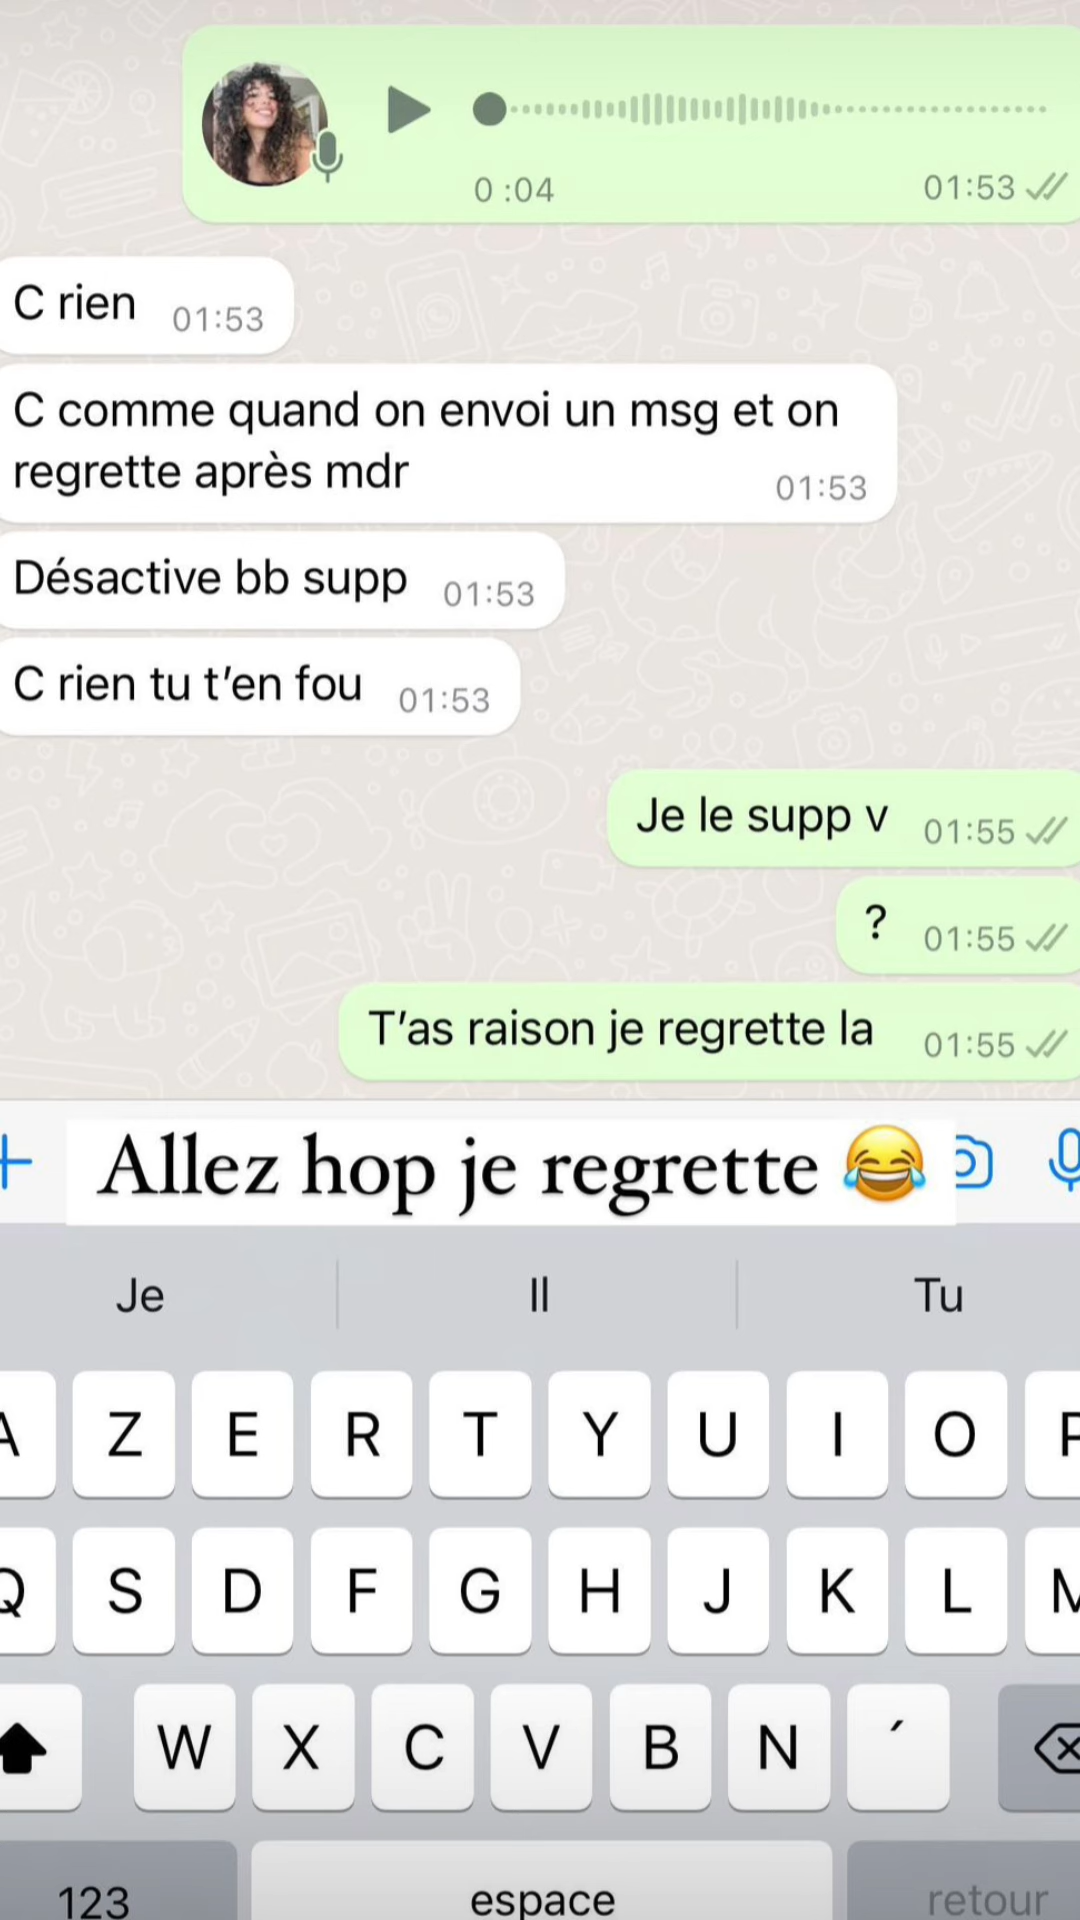 0 :04
01:53
C rien
01:53
C comme quand on envoi un msg et on
regrette après mdr
01:53
Désactive bb supp
01:53
C rien tu t’en fou
01:53
Je le supp v
01:55
?
01:55
T’as raison je regrette la
01:55
Allez hop je regrette 😂
Je Il Tu
A Z E R T Y U I O P
Q S D F G H J K L M
W X C V B N ´
123 espace retour